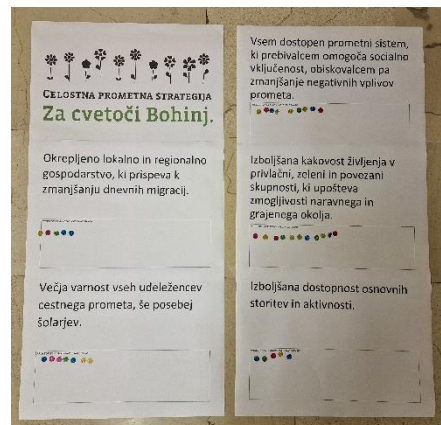 CELOSTNA PROMETNA STRATEGIJA
Za cvetoči Bohinj.
Okrepljeno lokalno in regionalno
gospodarstvo, ki prispeva k
zmanjšanju dnevnih migracij.
Večja varnost vseh udeležencev
cestnega prometa, še posebej
šolarjev.
Vsem dostopen prometni sistem,
ki prebivalcem omogoča socialno
vključenost, obiskovalcem pa
zmanjšanje negativnih vplivov
prometa.
Izboljšana kakovost življenja v
privlačni, zeleni in povezani
skupnosti, ki upošteva
zmogljivosti naravnega in
grajenega okolja.
Izboljšana dostopnost osnovnih
storitev in aktivnosti.